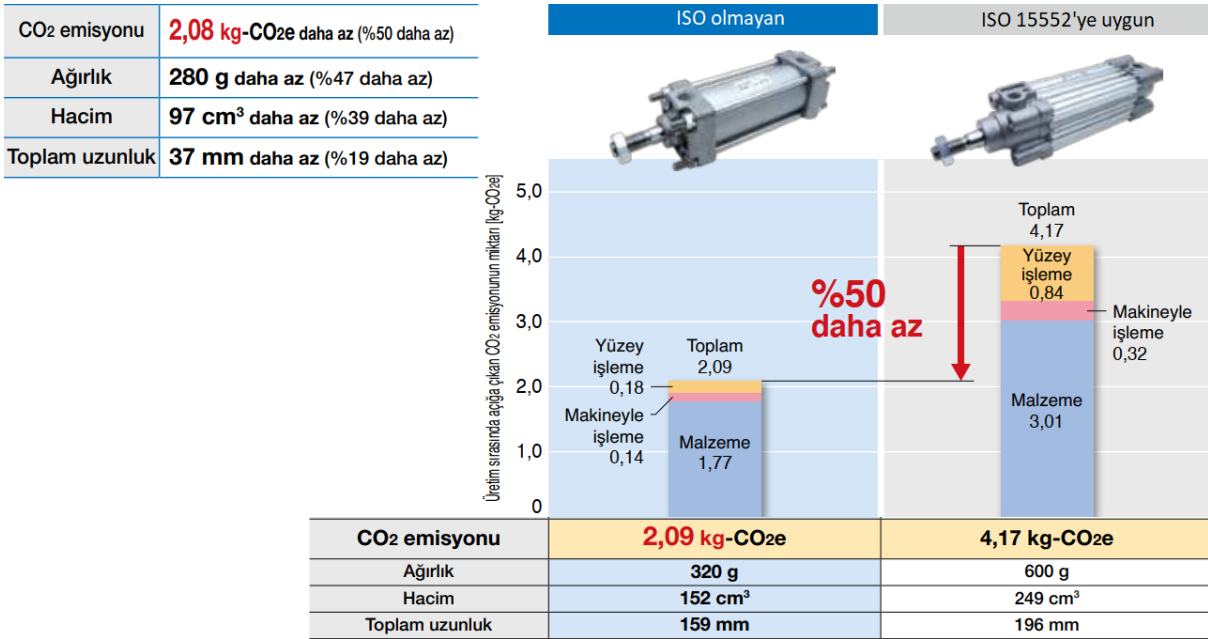 CO2 emisyonu 2,08 kg-CO2e daha az (%50 daha az)
Ağırlık 280 g daha az (%47 daha az)
Hacim 97 cm³ daha az (%39 daha az)
Toplam uzunluk 37 mm daha az (%19 daha az)
ISO olmayan
ISO 15552'ye uygun
Üretim sırasında açığa çıkan CO2 emisyonunun miktarı [kg-CO2e]
5,0
4,0
3,0
2,0
1,0
0
Yüzey
işleme
0,18
Makineyle
işleme
0,14
Toplam
2,09
Malzeme
1,77
%50
daha az
Toplam
4,17
Yüzey
işleme
0,84
Makineyle
işleme
0,32
Malzeme
3,01
CO2 emisyonu 2,09 kg-CO2e 4,17 kg-CO2e
Ağırlık 320 g 600 g
Hacim 152 cm³ 249 cm³
Toplam uzunluk 159 mm 196 mm